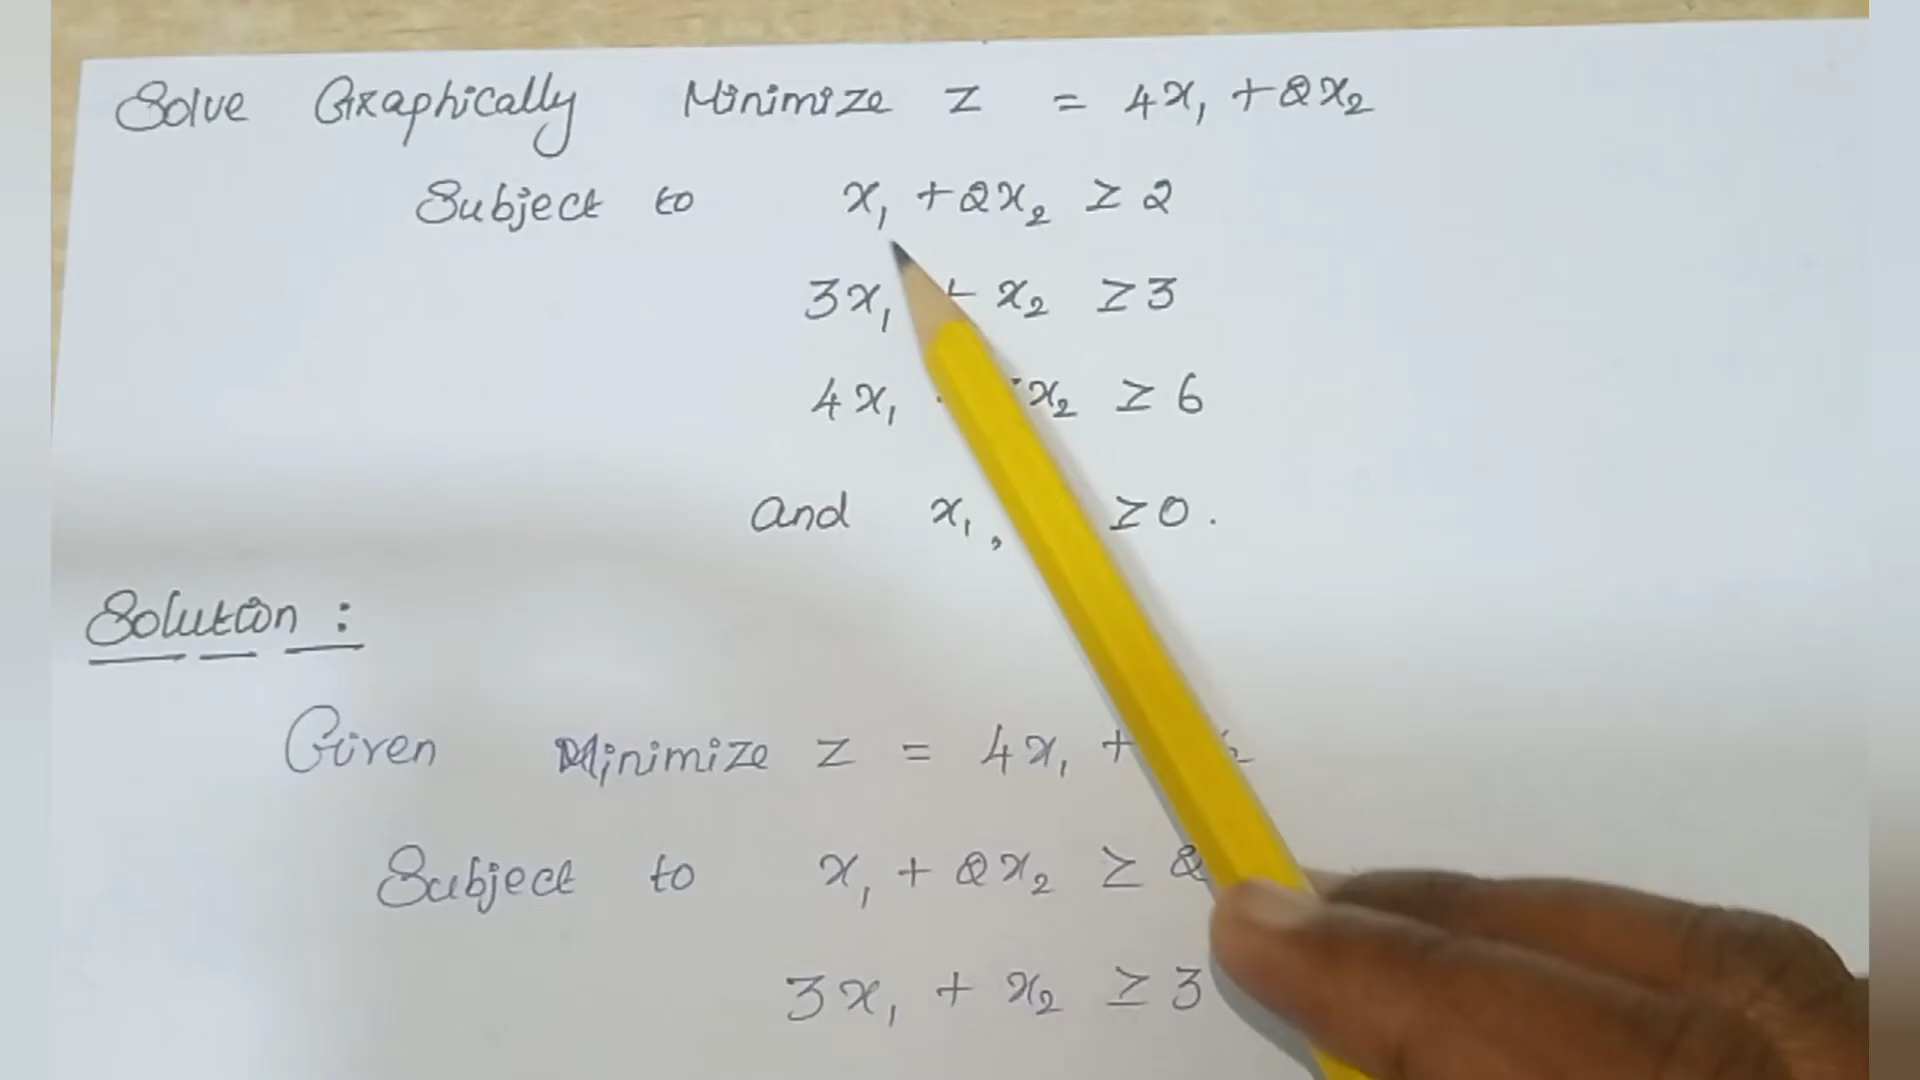 Solve Graphically Minimize Z = 4x₁ + 2x₂
Subject to x₁ + 2x₂ ≥ 2
3x₁ + x₂ ≥ 3
4x₁ x₂ ≥ 6
and x₁, ≥ 0.
Solution :
Given Minimize Z = 4x₁ +
Subject to x₁ + 2x₂ ≥ 2
3x₁ + x₂ ≥ 3